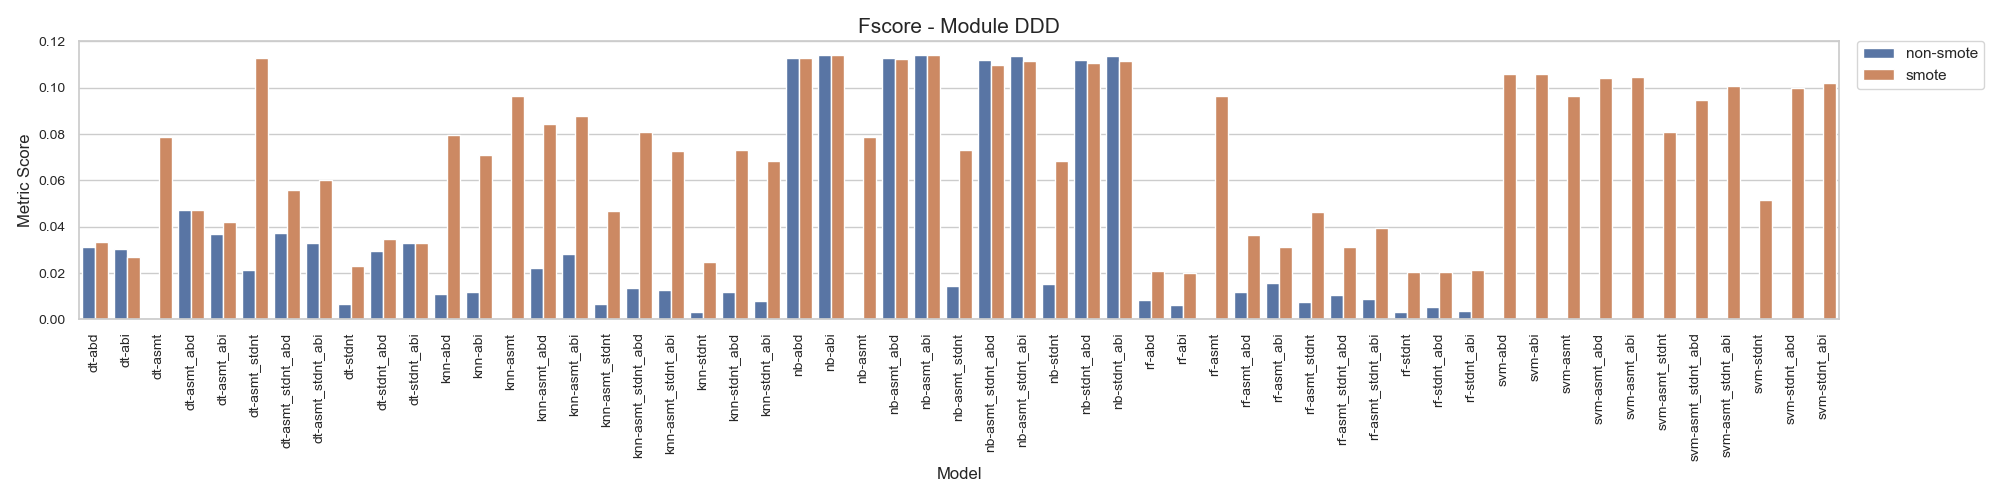 Fscore - Module DDD
non-smote
smote
Metric Score
0.12
0.10
0.08
0.06
0.04
0.02
0.00
dt-abd
dt-abi
dt-asmt
dt-asmt_abd
dt-asmt_abi
dt-asmt_stdnt
dt-asmt_stdnt_abd
dt-asmt_stdnt_abi
dt-stdnt
dt-stdntb_abd
dt-stdnt_abi
knn-abd
knn-abi
knn-asmt
knn-asmt_abd
knn-asmt_abi
knn-asmt_stdnt
knn-asmt_stdnt_abd
knn-asmt_stdnt_abi
knn-stdnt
knn-stdnt_abd
knn-stdnt_abi
nb-abd
nb-abi
nb-asmt
nb-asmt_abd
nb-asmt_abi
nb-asmt_stdnt
nb-asmt_stdnt_abd
nb-asmt_stdnt_abi
nb-stdnt
nb-stdnt_abd
nb-stdnt_abi
rf-abd
rf-abi
rf-asmt
rf-asmt_abd
rf-asmt_abi
rf-asmt_stdnt
rf-asmt_stdnt_abd
rf-asmt_stdnt_abi
rf-stdnt
rf-stdnt_abd
rf-stdnt_abi
svm-abd
svm-abi
svm-asmt
svm-asmt_abd
svm-asmt_abi
svm-asmt_stdnt
svm-asmt_stdnt_abd
svm-asmt_stdnt_abi
svm-stdnt
svm-stdnt_abd
svm-stdnt_abi
Model